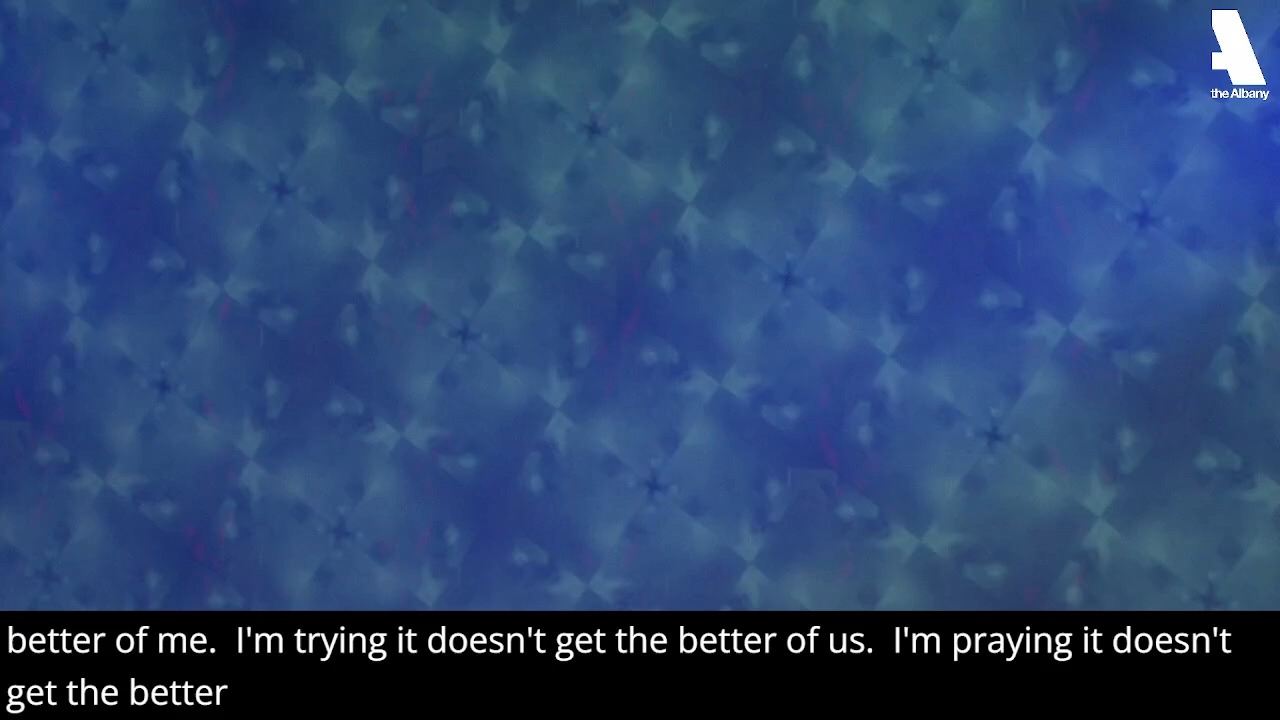 the Albany
better of me.  I'm trying it doesn't get the better of us.  I'm praying it doesn't
get the better